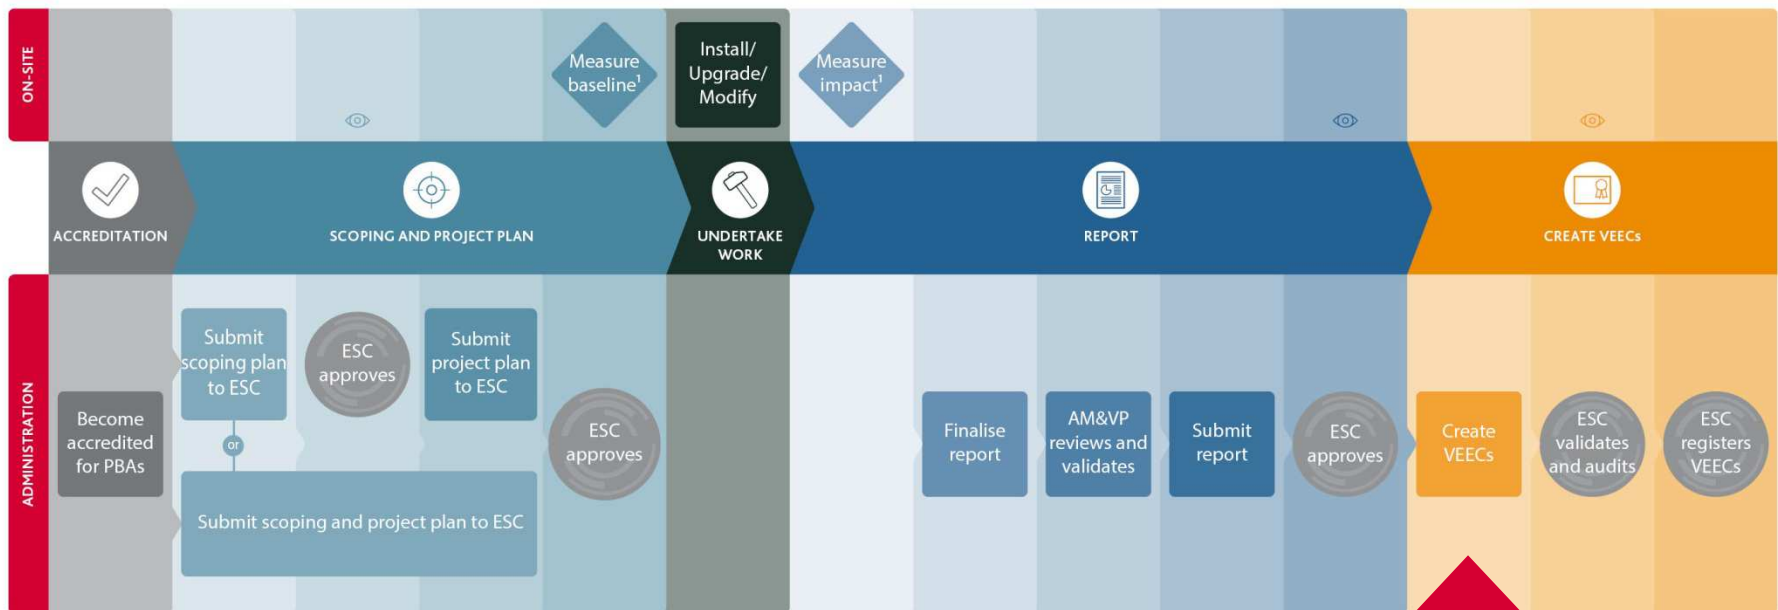 ON-SITE
Measure
baseline¹
Install/
Upgrade/
Modify
Measure
impact¹
ACCREDITATION
SCOPING AND PROJECT PLAN
UNDERTAKE
WORK
REPORT
CREATE VEECs
ADMINISTRATION
Become
accredited
for PBAs
Submit
scoping plan
to ESC
or
Submit scoping and project plan to ESC
ESC
approves
Submit
project plan
to ESC
ESC
approves
Finalise
report
AM&VP
reviews and
validates
Submit
report
ESC
approves
Create
VEECs
ESC
validates
and audits
ESC
registers
VEECs